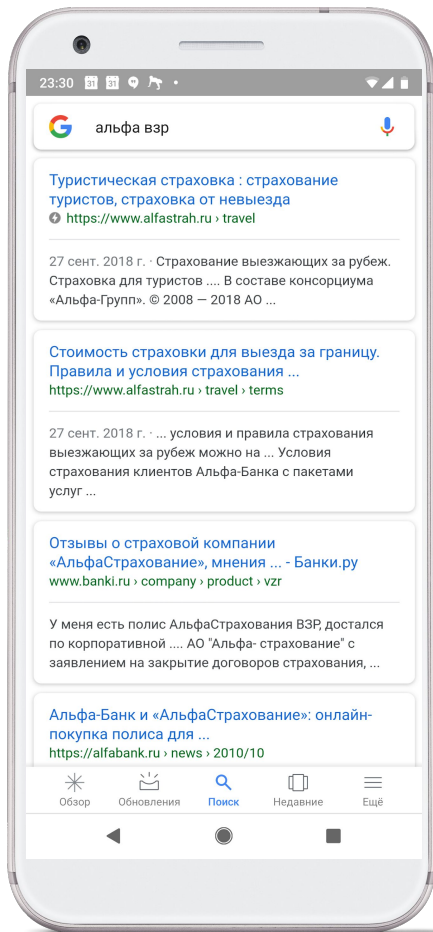 23:30
31
31
альфа взр
Туристическая страховка : страхование
туристов, страховка от невыезда
https://www.alfastrah.ru › travel
27 сент. 2018 г. · Страхование выезжающих за рубеж.
Страховка для туристов .... В составе консорциума
«Альфа-Групп». © 2008 — 2018 АО ...
Стоимость страховки для выезда за границу.
Правила и условия страхования ...
https://www.alfastrah.ru › travel › terms
27 сент. 2018 г. · ... условия и правила страхования
выезжающих за рубеж можно на ... Условия
страхования клиентов Альфа-Банка с пакетами
услуг ...
Отзывы о страховой компании
«АльфаСтрахование», мнения ... - Банки.ру
www.banki.ru › company › product › vzr
У меня есть полис АльфаСтрахования ВЗР, достался
по корпоративной .... АО "Альфа- страхование" с
заявлением на закрытие договоров страхования, ...
Альфа-Банк и «АльфаСтрахование»: онлайн-
покупка полиса для ...
https://alfabank.ru › news › 2010/10
Обзор
Обновления
Поиск
Недавние
Ещё